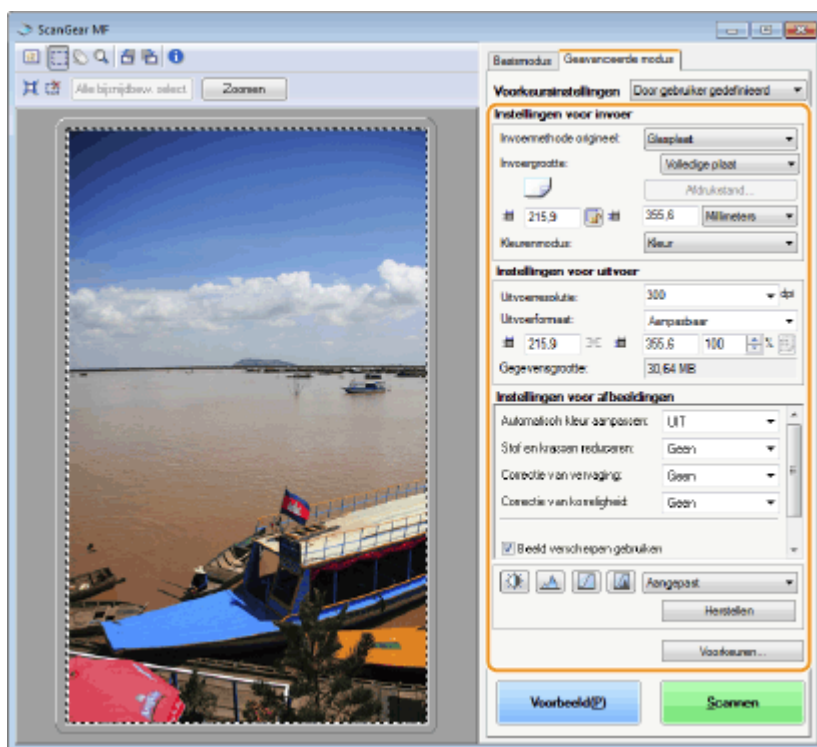 ScanGear MF
Alle bijsnijdbew. select. Zoomen
Basismodus Geavanceerde modus
Voorkeursinstellingen Door gebruiker gedefinieerd
Instellingen voor invoer
Invoermethode origineel: Glasplaat
Invoergrootte: Volledige plaat
Afdrukstand...
215,9 355,6 Millimeters
Kleurenmodus: Kleur
Instellingen voor uitvoer
Uitvoerresolutie: 300 dpi
Uitvoerformaat: Aanpasbaar
215,9 355,6 100 %
Gegevensgrootte: 30,64 MB
Instellingen voor afbeeldingen
Automatisch kleur aanpassen: UIT
Stof en krassen reduceren: Geen
Correctie van vervaging: Geen
Correctie van korreligheid: Geen
Beeld verscherpen gebruiken
Aangepast
Herstellen
Voorkeuren...
Voorbeeld(P) Scannen